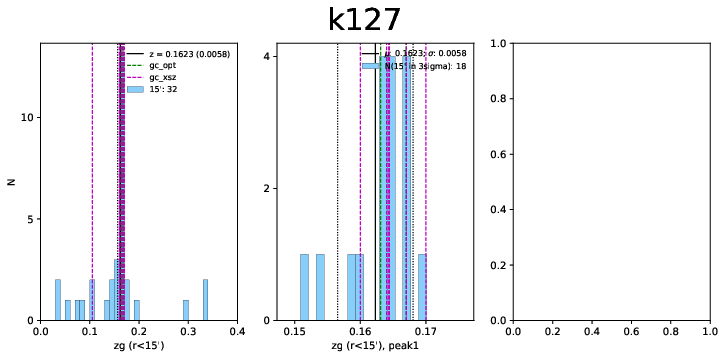 k127
z = 0.1623 (0.0058)
gc_opt
gc_xsz
15': 32
N
0
5
10
0.0 0.1 0.2 0.3 0.4
zg (r<15')
μ: 0.1623; σ: 0.0058
N(15' in 3sigma): 18
0
2
4
0.15 0.16 0.17
zg (r<15'), peak1
1.0
0.8
0.6
0.4
0.2
0.0
0.0 0.2 0.4 0.6 0.8 1.0